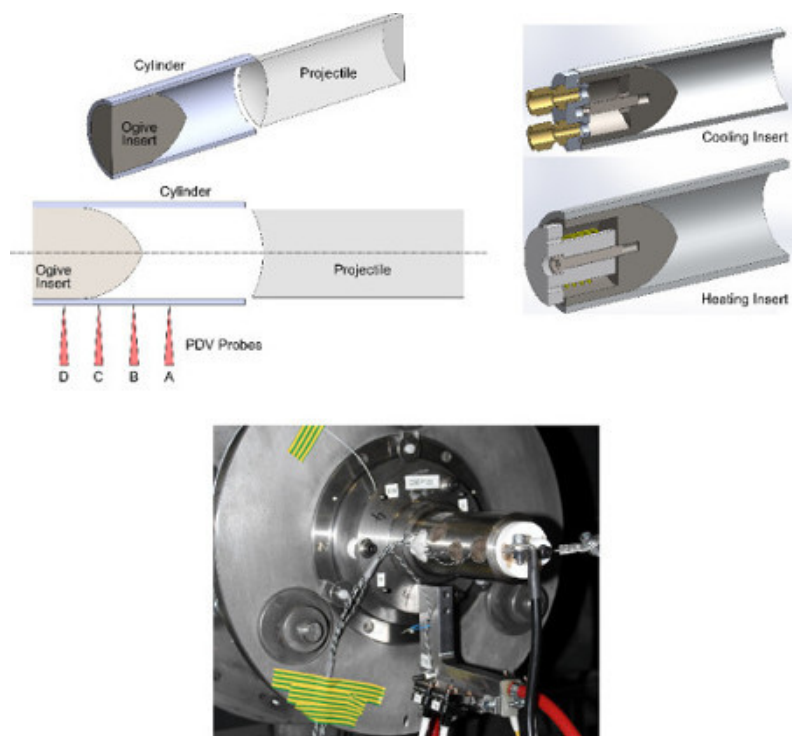 Cylinder
Projectile
Ogive
Insert
Cooling Insert
Cylinder
Ogive
Insert
Projectile
PDV Probes
D C B A
Heating Insert